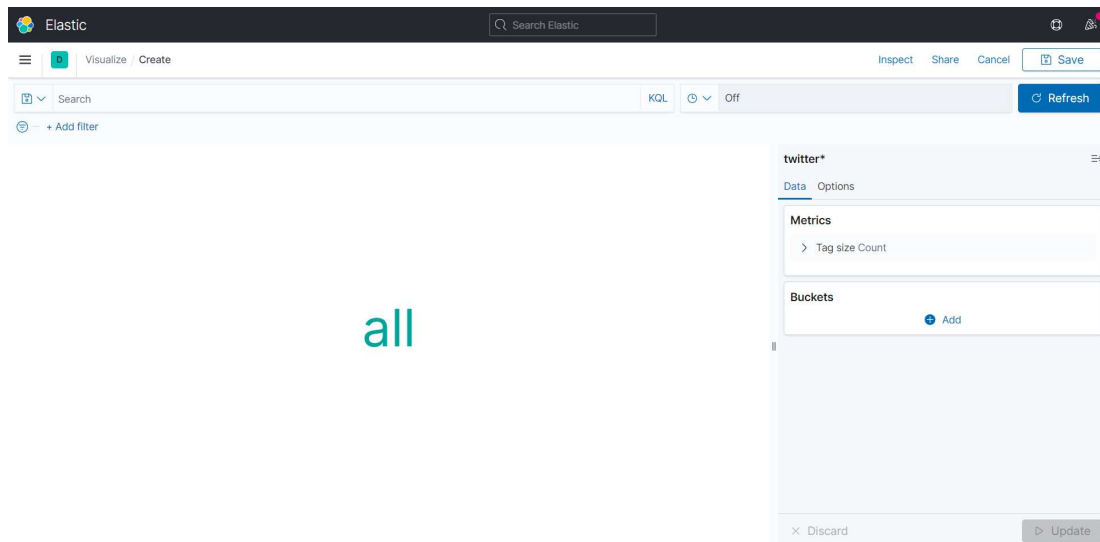 Elastic
Search Elastic
D
Visualize / Create
Inspect Share Cancel Save
Search KQL Off Refresh
+ Add filter
twitter*
Data Options
Metrics
Tag size Count
Buckets
Add
all
Discard Update